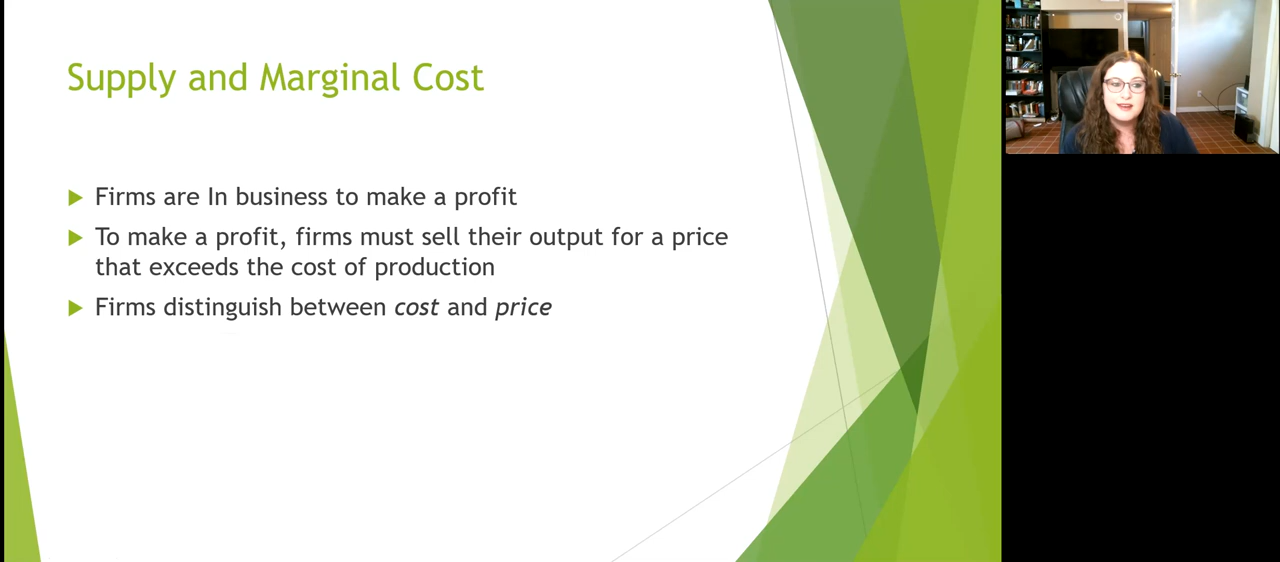 Supply and Marginal Cost
Firms are In business to make a profit
To make a profit, firms must sell their output for a price
that exceeds the cost of production
Firms distinguish between cost and price